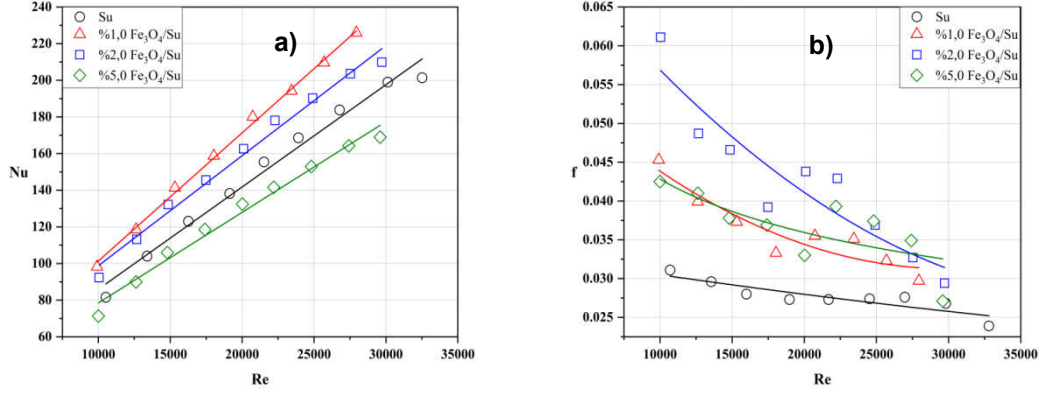 a)
Su
%1,0 Fe₃O₄/Su
%2,0 Fe₃O₄/Su
%5,0 Fe₃O₄/Su
240
220
200
180
160
140
120
100
80
60
Nu
10000 15000 20000 25000 30000 35000
Re
b)
Su
%1,0 Fe₃O₄/Su
%2,0 Fe₃O₄/Su
%5,0 Fe₃O₄/Su
0.065
0.060
0.055
0.050
0.045
0.040
0.035
0.030
0.025
f
10000 15000 20000 25000 30000 35000
Re